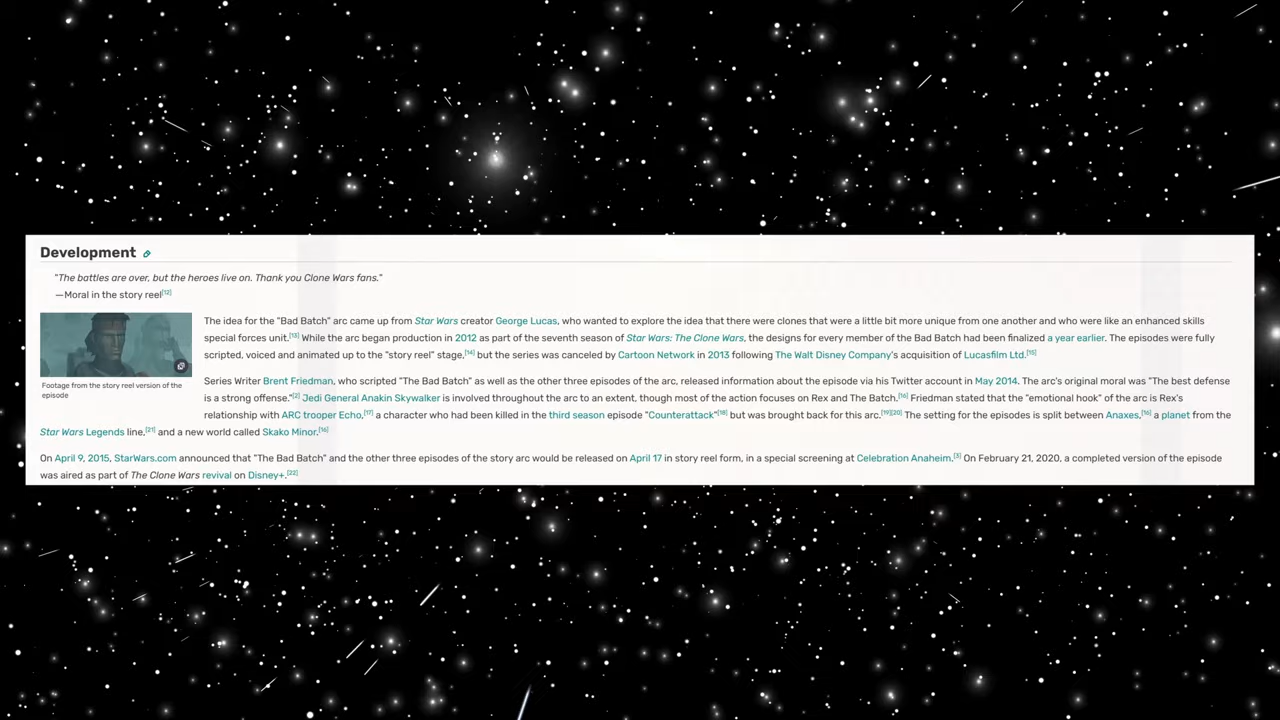 Development
"The battles are over, but the heroes live on. Thank you Clone Wars fans."
—Moral in the story reel[12]
The idea for the "Bad Batch" arc came up from Star Wars creator George Lucas, who wanted to explore the idea that there were clones that were a little bit more unique from one another and who were like an enhanced skills
special forces unit.[13] While the arc began production in 2012 as part of the seventh season of Star Wars: The Clone Wars, the designs for every member of the Bad Batch had been finalized a year earlier. The episodes were fully
scripted, voiced and animated up to the "story reel" stage,[14] but the series was canceled by Cartoon Network in 2013 following The Walt Disney Company's acquisition of Lucasfilm Ltd.[15]
Footage from the story reel version of the
episode
Series Writer Brent Friedman, who scripted "The Bad Batch" as well as the other three episodes of the arc, released information about the episode via his Twitter account in May 2014. The arc's original moral was "The best defense
is a strong offense."[2] Jedi General Anakin Skywalker is involved throughout the arc to an extent, though most of the action focuses on Rex and The Batch.[16] Friedman stated that the "emotional hook" of the arc is Rex's
relationship with ARC trooper Echo,[17] a character who had been killed in the third season episode "Counterattack"[18] but was brought back for this arc.[19][20] The setting for the episodes is split between Anaxes,[16] a planet from the
Star Wars Legends line,[21] and a new world called Skako Minor.[16]
On April 9, 2015, StarWars.com announced that "The Bad Batch" and the other three episodes of the story arc would be released on April 17 in story reel form, in a special screening at Celebration Anaheim.[3] On February 21, 2020, a completed version of the episode
was aired as part of The Clone Wars revival on Disney+.[22]